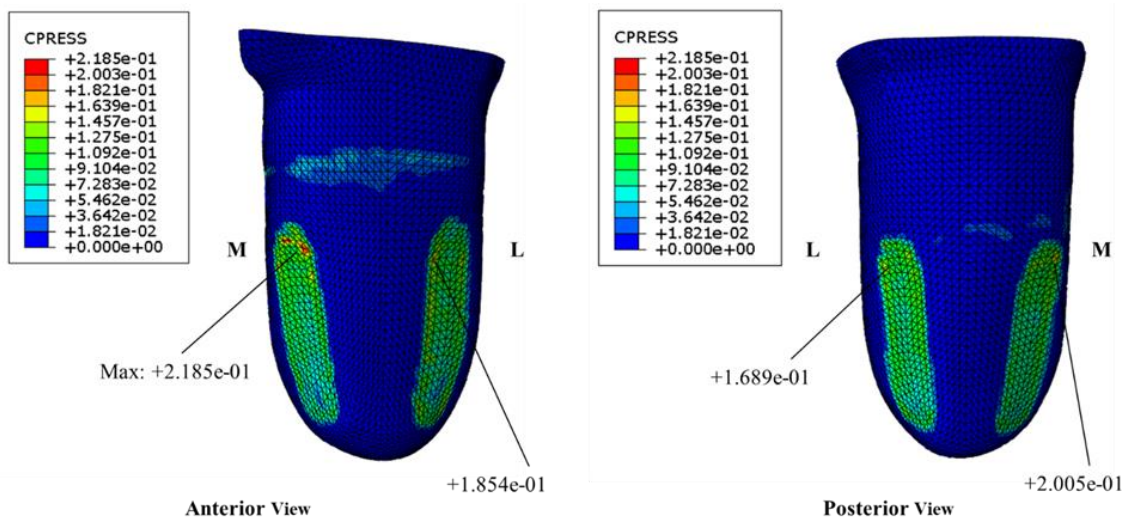 CPRESS
+2.185e-01
+2.003e-01
+1.821e-01
+1.639e-01
+1.457e-01
+1.275e-01
+1.092e-01
+9.104e-02
+7.283e-02
+5.462e-02
+3.642e-02
+1.821e-02
+0.000e+00
M
L
Max: +2.185e-01
+1.854e-01
Anterior View
CPRESS
+2.185e-01
+2.003e-01
+1.821e-01
+1.639e-01
+1.457e-01
+1.275e-01
+1.092e-01
+9.104e-02
+7.283e-02
+5.462e-02
+3.642e-02
+1.821e-02
+0.000e+00
L
M
+1.689e-01
+2.005e-01
Posterior View